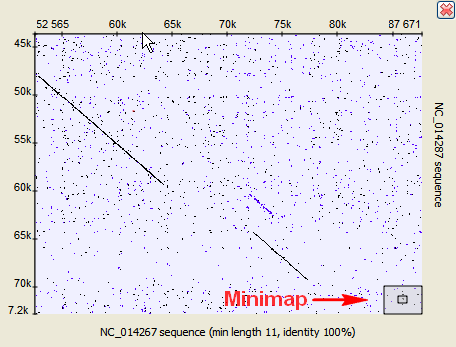 52 565 60k 65k 70k 75k 80k 87 671
45k
50k
55k
60k
65k
70k
7.2k
NC_014287 sequence
Minimap
NC_014267 sequence (min length 11, identity 100%)